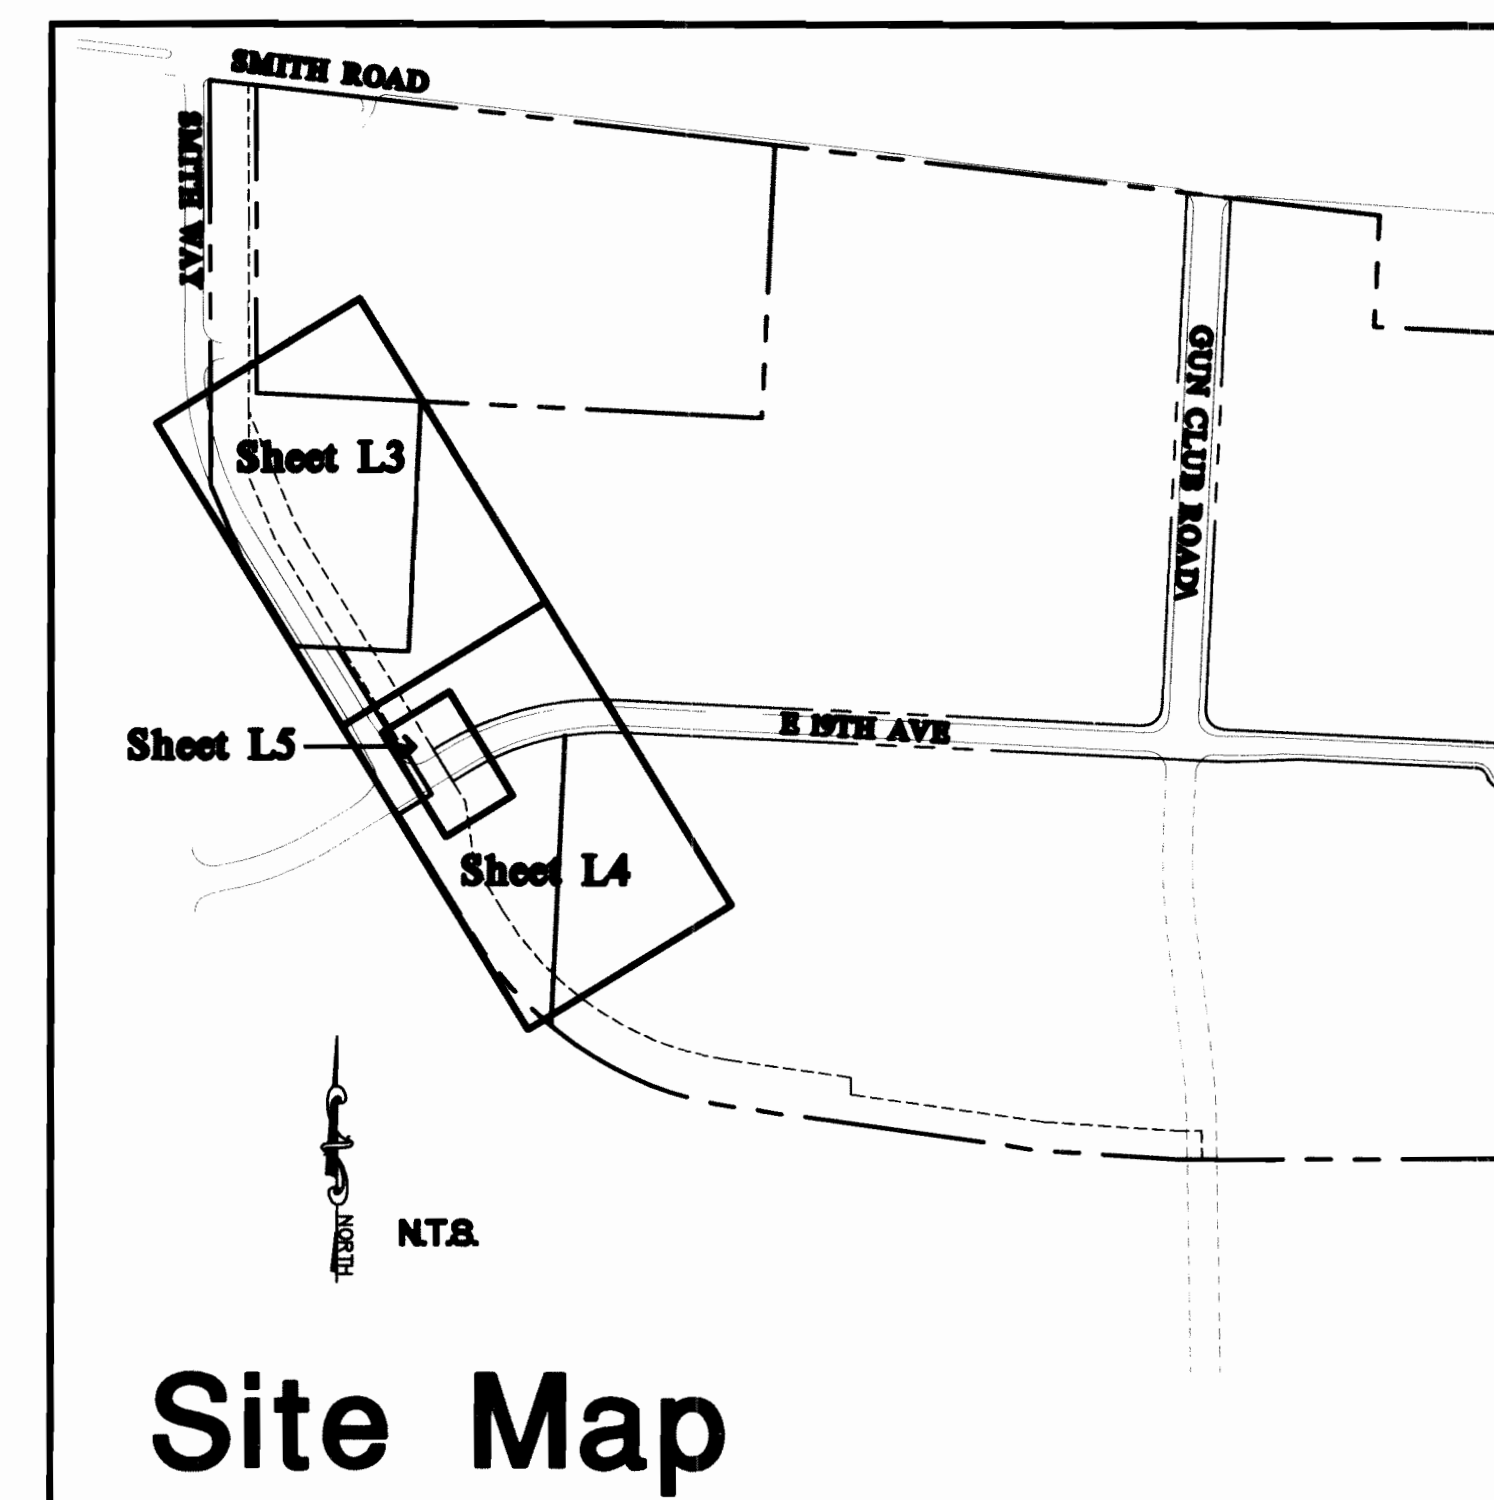 SMITH ROAD
SMITH WAY
GUN CLUB ROAD
Sheet L3
E 19TH AVE
Sheet L5
Sheet L4
NORTH
N.T.S.
Site Map